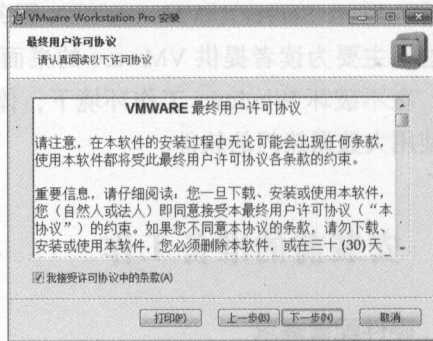 VMware Workstation Pro 安装
最终用户许可协议
请认真阅读以下许可协议
VMWARE 最终用户许可协议
请注意，在本软件的安装过程中无论可能会出现任何条款，
使用本软件都将受此最终用户许可协议各条款的约束。
重要信息，请仔细阅读：您一旦下载、安装或使用本软件，
您（自然人或法人）即同意接受本最终用户许可协议（“本
协议”）的约束。如果您不同意本协议的条款，请勿下载、
安装或使用本软件，您必须删除本软件，或在三十 (30) 天
我接受许可协议中的条款(A)
打印(P) 上一步(B) 下一步(N) 取消